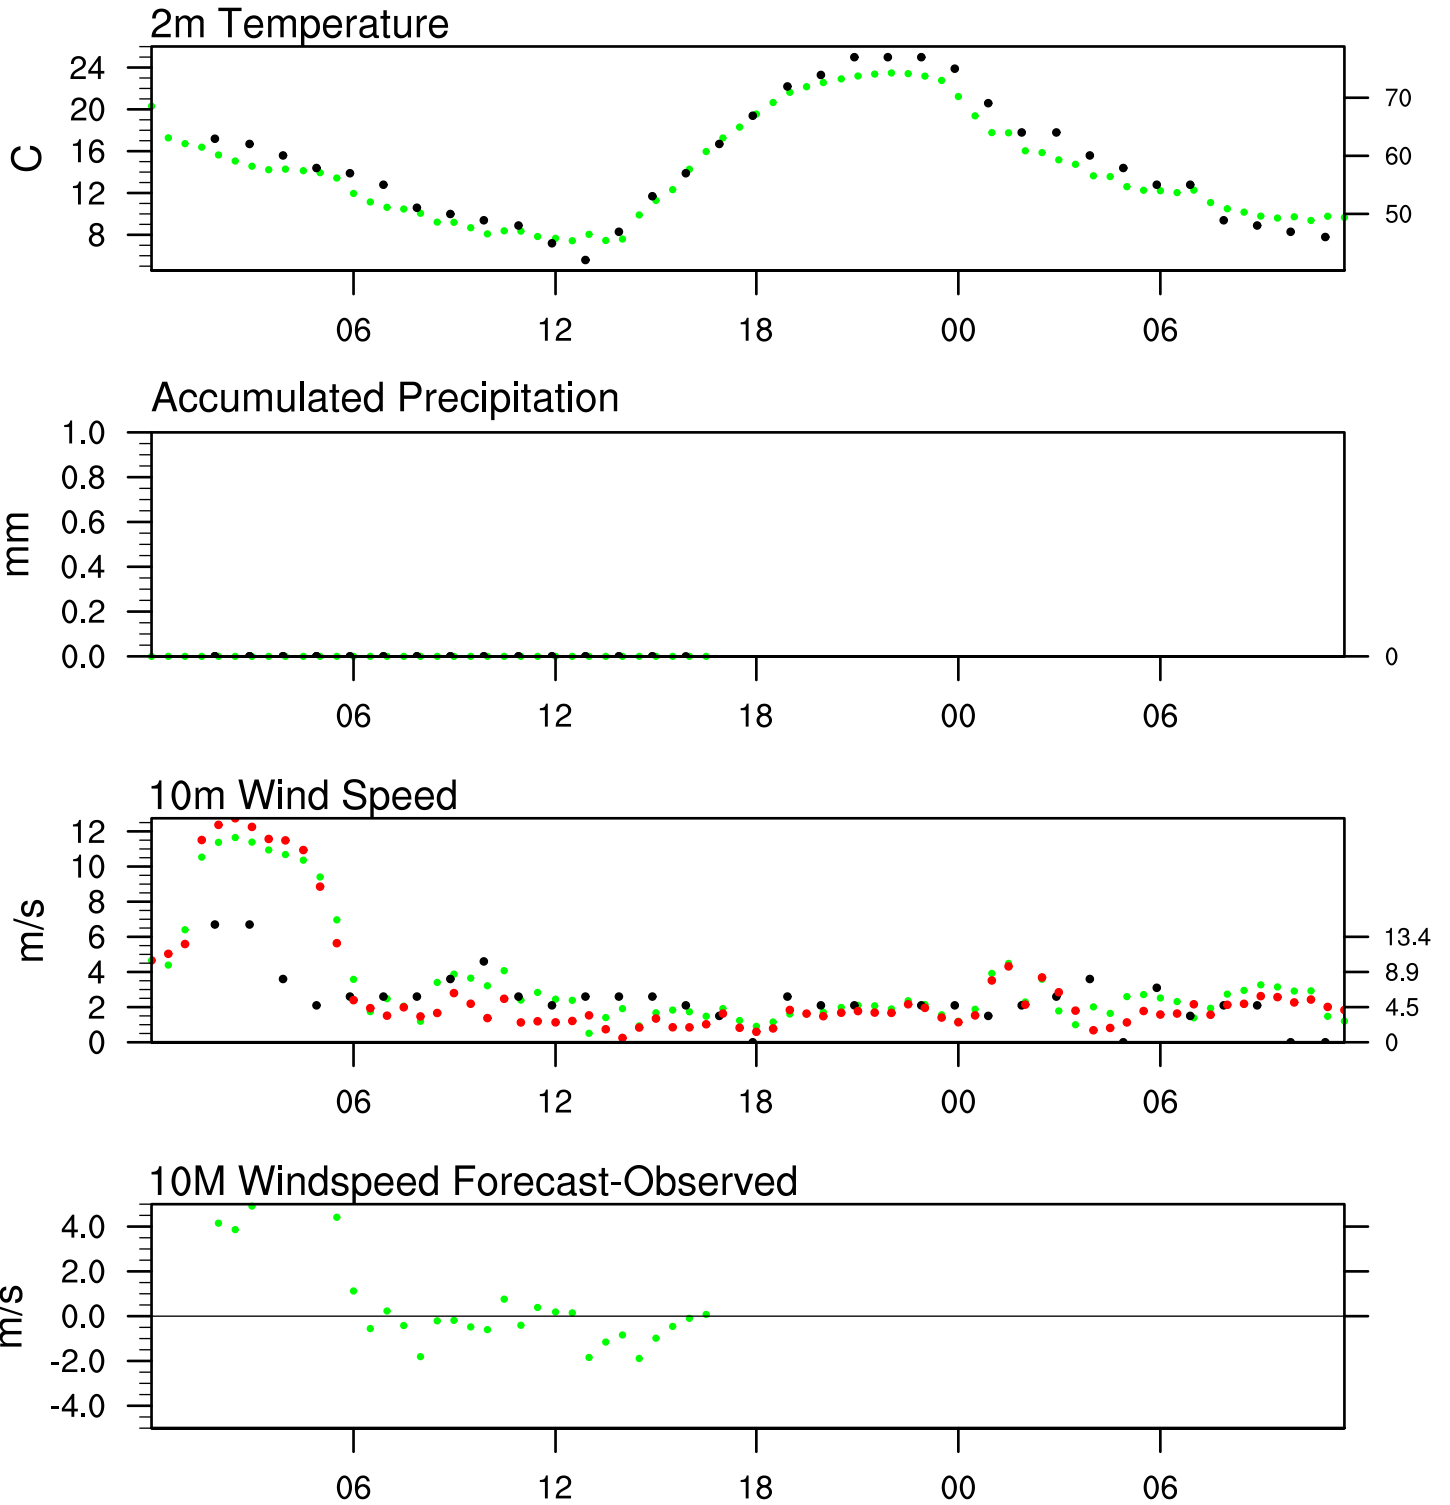 2m Temperature
24
20
16
12
8
C
70
60
50
06 12 18 00 06
Accumulated Precipitation
1.0
0.8
0.6
0.4
0.2
0.0
mm
0
06 12 18 00 06
10m Wind Speed
12
10
8
6
4
2
0
m/s
13.4
8.9
4.5
0
06 12 18 00 06
10M Windspeed Forecast-Observed
4.0
2.0
0.0
-2.0
-4.0
m/s
06 12 18 00 06